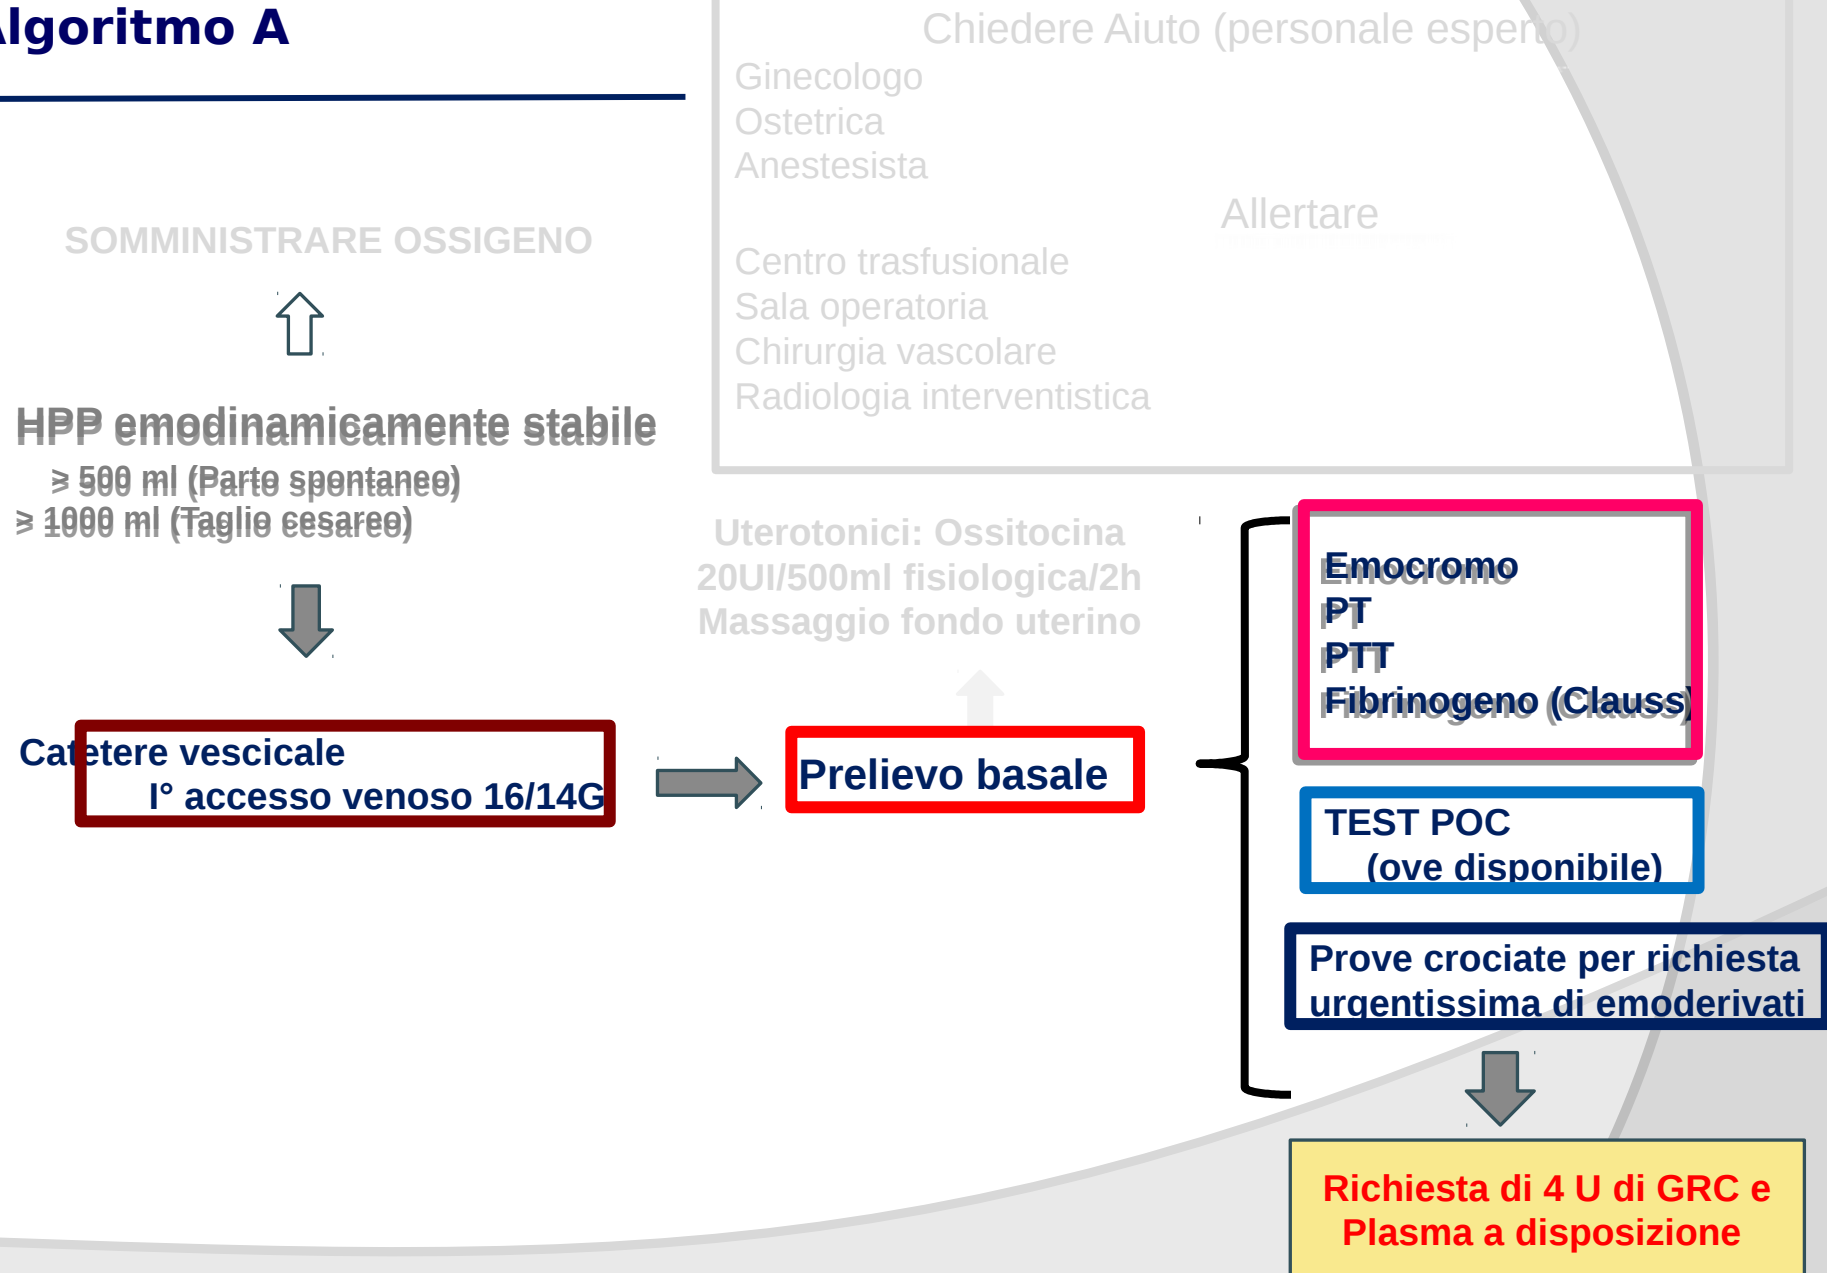 Algoritmo A
Chiedere Aiuto (personale esperto)
Ginecologo
Ostetrica
Anestesista
Allertare
Centro trasfusionale
Sala operatoria
Chirurgia vascolare
Radiologia interventistica
SOMMINISTRARE OSSIGENO
HPP emodinamicamente stabile
> 500 ml (Parto spontaneo)
> 1000 ml (Taglio cesareo)
Uterotonici: Ossitocina
20UI/500ml fisiologica/2h
Massaggio fondo uterino
Catetere vescicale
I° accesso venoso 16/14G
Prelievo basale
Emocromo
PT
PTT
Fibrinogeno (Clauss)
TEST POC
(ove disponibile)
Prove crociate per richiesta
urgentissima di emoderivati
Richiesta di 4 U di GRC e
Plasma a disposizione